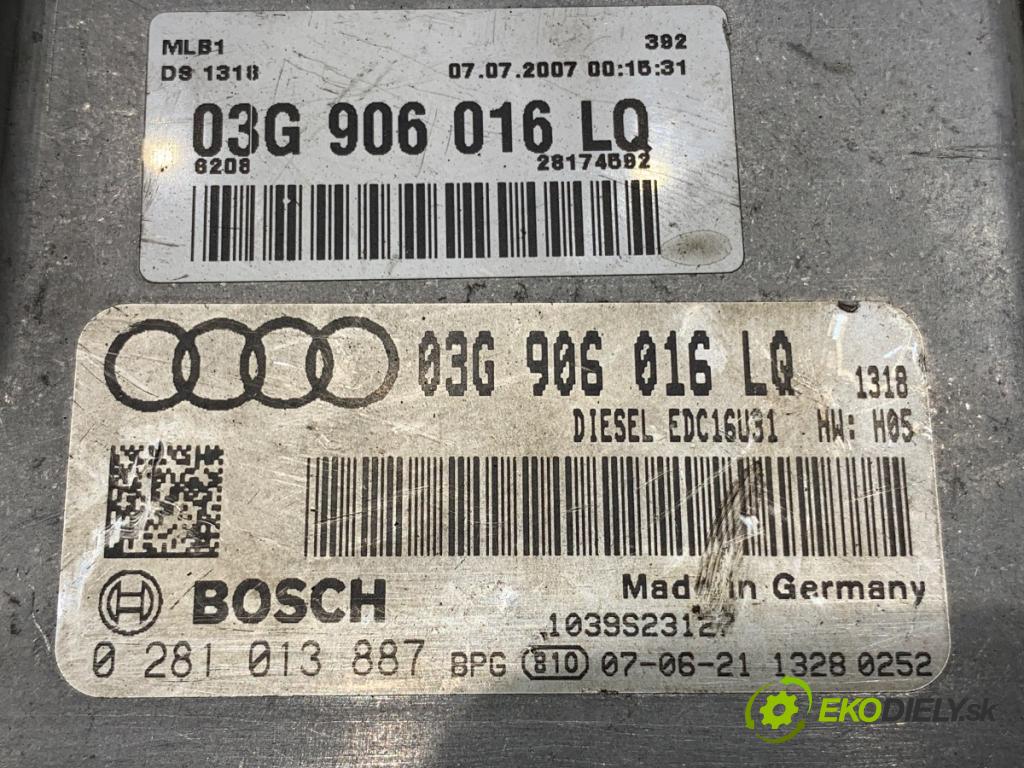 MLB1 392
DS 1318 07.07.2007 00:15:31
03G 906 016 LQ
6208 28174592
03G 906 016 LQ 1318
DIESEL EDC16U31 HW: H05
BOSCH Made in Germany
1039S23127
0 281 013 887 BPG 810 07-06-21 1328 0252
EKODIELY.sk